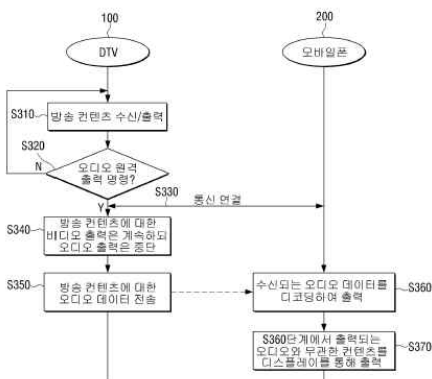 100
200
DTV
모바일폰
S310
방송 컨텐츠 수신/출력
S320
N
오디오 원격
출력 명령?
S330
통신 연결
Y
S340
방송 컨텐츠에 대한
비디오 출력은 계속하되
오디오 출력은 중단
S350
방송 컨텐츠에 대한
오디오 데이터 전송
수신되는 오디오 데이터를
디코딩하여 출력
S360
S360단계에서 출력되는
오디오와 무관한 컨텐츠를
디스플레이를 통해 출력
S370